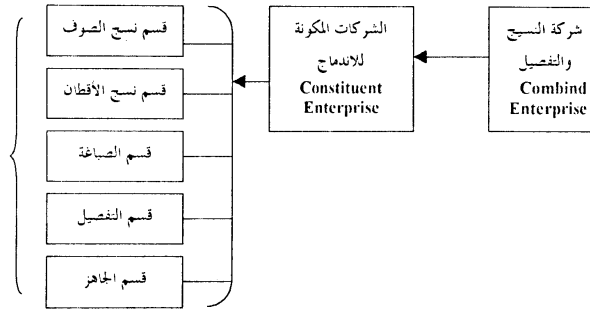 شركة النسيج
والتفصيل
Combind
Enterprise
الشركات المكونة
للاندماج
Constituent
Enterprise
قسم نسج الصوف
قسم نسج الأقطان
قسم الصباغة
قسم التفصيل
قسم الجاهز